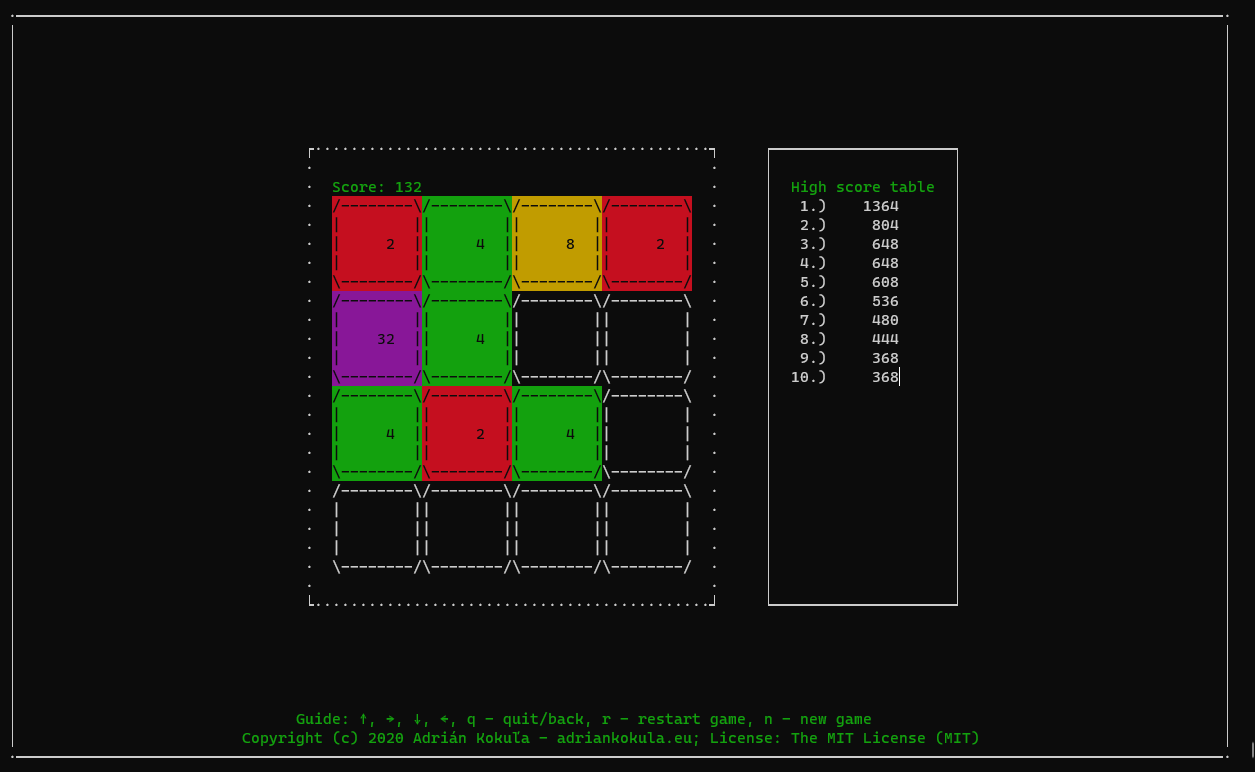 Score: 132
2 4 8 2
32 4
4 2 4
High score table
1.) 1364
2.) 804
3.) 648
4.) 648
5.) 608
6.) 536
7.) 480
8.) 444
9.) 368
10.) 368
Guide: ↑, →, ↓, ←, q - quit/back, r - restart game, n - new game
Copyright (c) 2020 Adrián Kokuľa - adriankokula.eu; License: The MIT License (MIT)